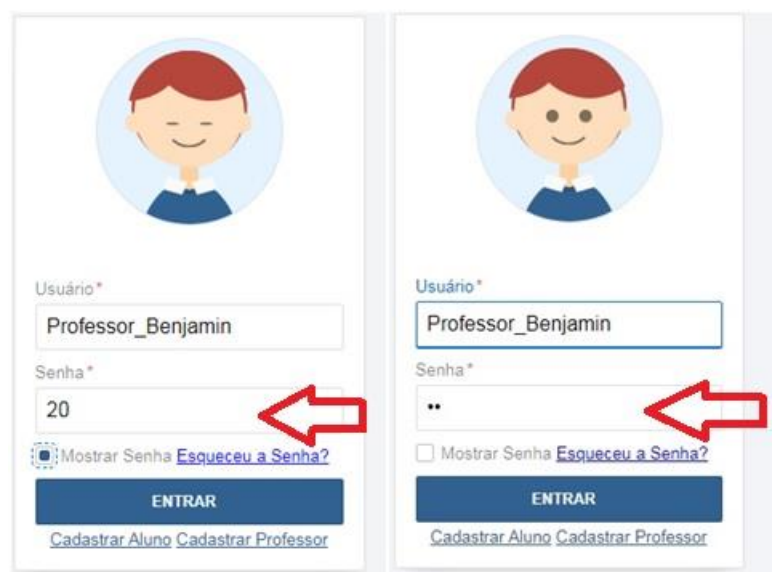 Usuário*
Professor_Benjamin
Senha*
20
Mostrar Senha Esqueceu a Senha?
ENTRAR
Cadastrar Aluno Cadastrar Professor
Usuário*
Professor_Benjamin
Senha*
••
Mostrar Senha Esqueceu a Senha?
ENTRAR
Cadastrar Aluno Cadastrar Professor